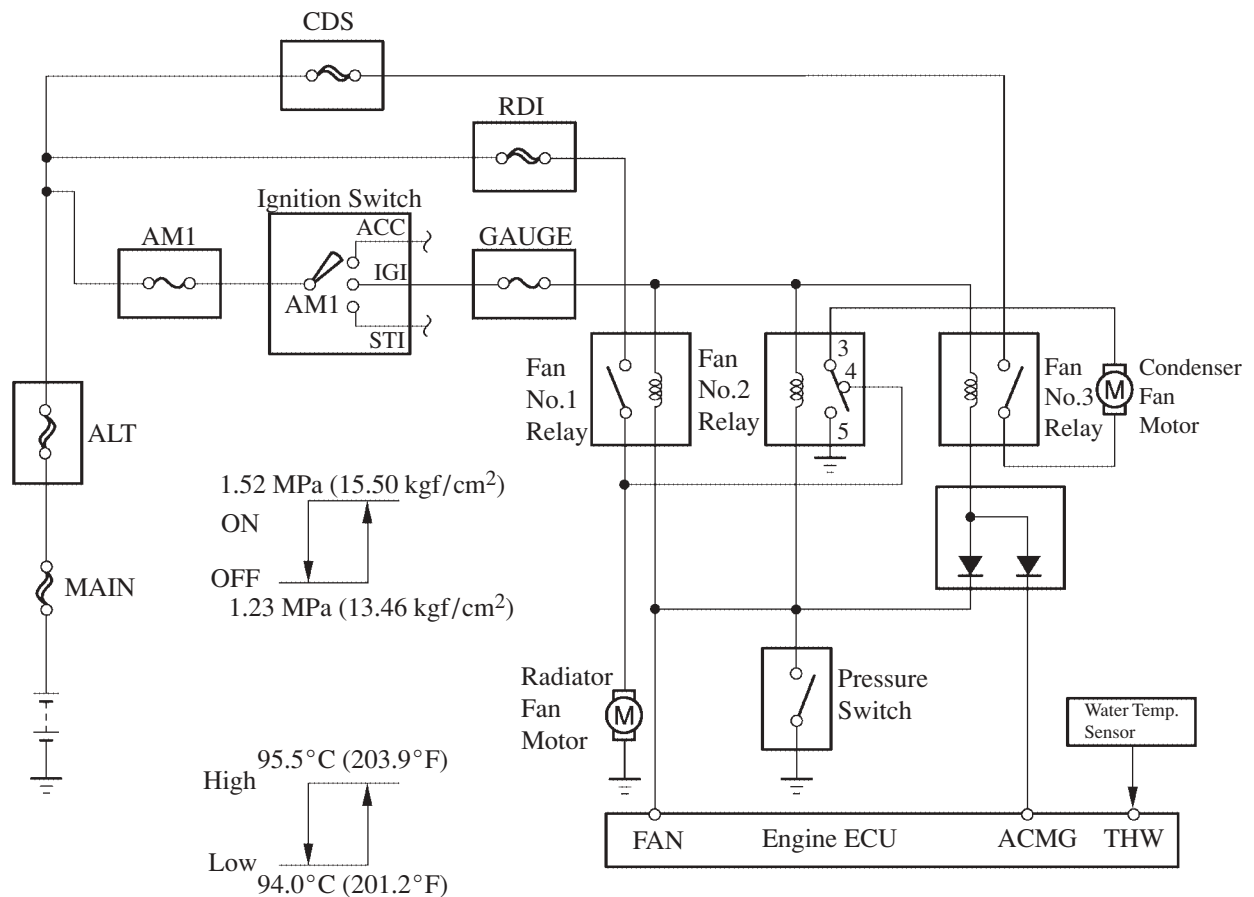 CDS
RDI
Ignition Switch
ACC
AM1
GAUGE
IGI
AM1
STI
3
4
5
Fan
No.1
Relay
Fan
No.2
Relay
Fan
No.3
Relay
Condenser
Fan
Motor
M
ALT
1.52 MPa (15.50 kgf/cm2)
ON
OFF
1.23 MPa (13.46 kgf/cm2)
MAIN
Radiator
Fan
Motor
M
Pressure
Switch
Water Temp.
Sensor
95.5°C (203.9°F)
High
Low
94.0°C (201.2°F)
FAN
Engine ECU
ACMG
THW